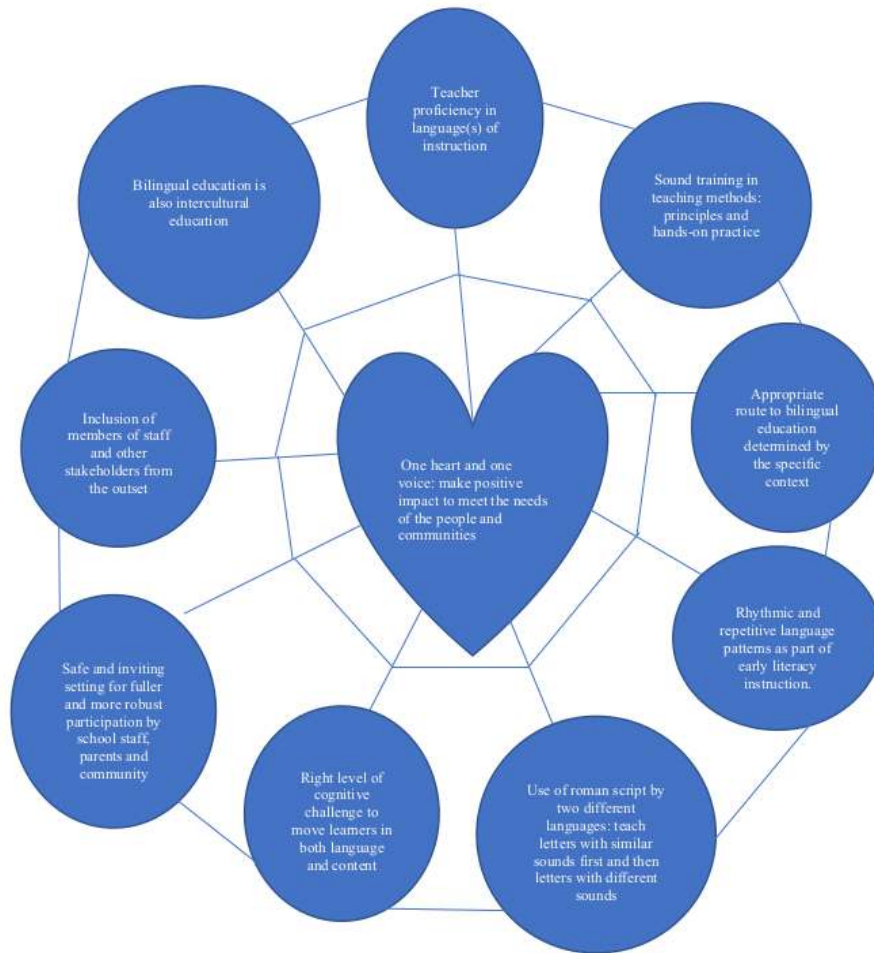 Teacher
proficiency in
language(s) of
instruction
Sound training in
teaching methods:
principles and
hands-on practice
Appropriate
route to bilingual
education
determined by
the specific
context
Rhythmic and
repetitive language
patterns as part of
early literacy
instruction.
Use of roman script by
two different
languages: teach
letters with similar
sounds first and then
letters with different
sounds
Right level of
cognitive
challenge to
move learners in
both language
and content
Safe and inviting
setting for fuller
and more robust
participation by
school staff,
parents and
community
Inclusion of
members of staff
and other
stakeholders from
the outset
Bilingual education is
also intercultural
education
One heart and one
voice: make positive
impact to meet the needs
of the people and
communities